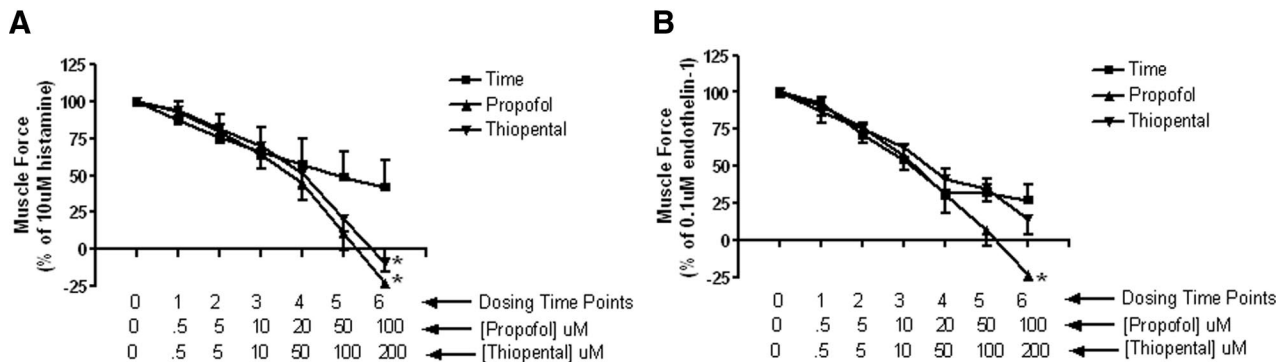 A
Muscle Force
(% of 10uM histamine)
125
100
75
50
25
0
-25
Time
Propofol
Thiopental
*
*
0 1 2 3 4 5 6 Dosing Time Points
0 .5 5 10 20 50 100 [Propofol] uM
0 .5 5 10 50 100 200 [Thiopental] uM
B
Muscle Force
(% of 0.1uM endothelin-1)
125
100
75
50
25
0
-25
Time
Propofol
Thiopental
*
0 1 2 3 4 5 6 Dosing Time Points
0 .5 5 10 20 50 100 [Propofol] uM
0 .5 5 10 50 100 200 [Thiopental] uM